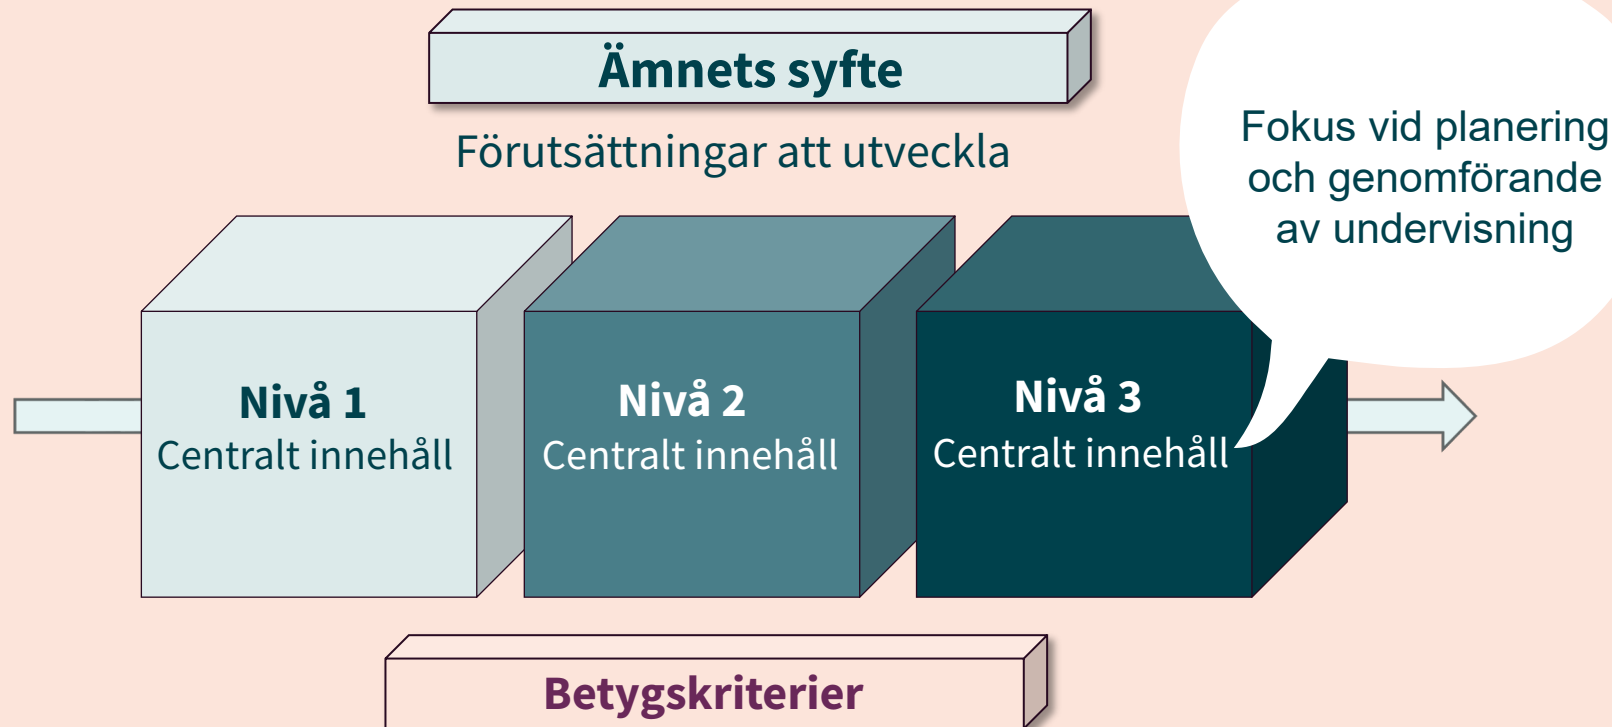 Ämnets syfte
Förutsättningar att utveckla
Fokus vid planering
och genomförande
av undervisning
Nivå 1
Centralt innehåll
Nivå 2
Centralt innehåll
Nivå 3
Centralt innehåll
Betygskriterier